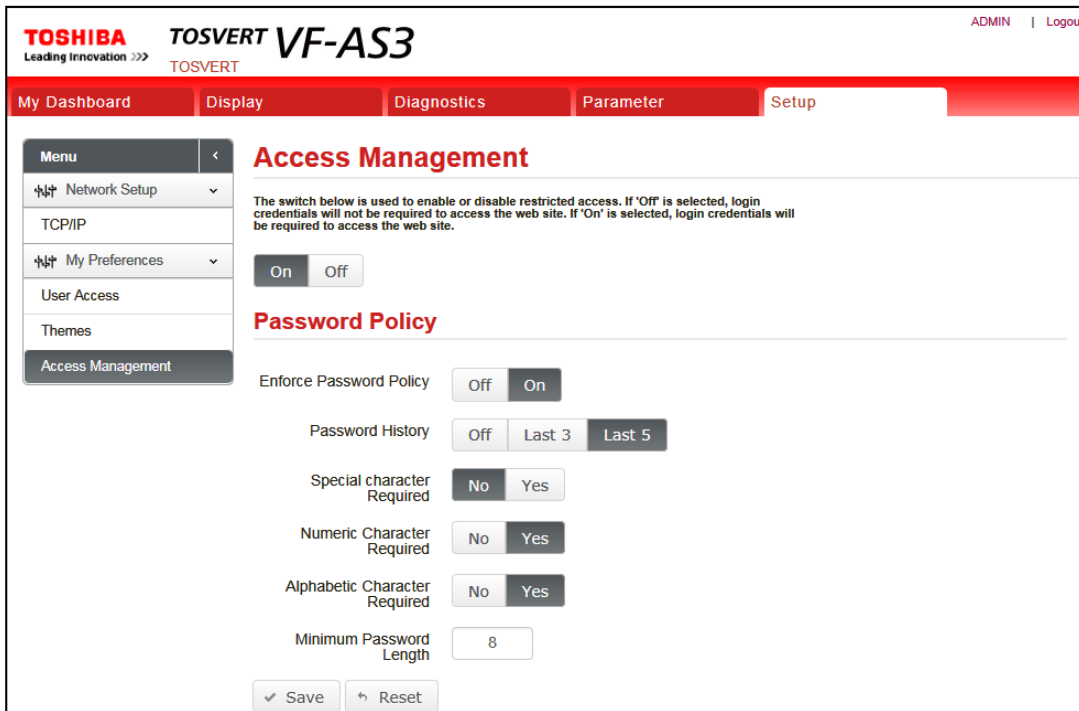 ADMIN | Logou
TOSHIBA
Leading Innovation >>>
TOSVERT VF-AS3
TOSVERT
My Dashboard Display Diagnostics Parameter Setup
Menu
Network Setup
TCP/IP
My Preferences
User Access
Themes
Access Management
Access Management
The switch below is used to enable or disable restricted access. If 'Off' is selected, login
credentials will not be required to access the web site. If 'On' is selected, login credentials will
be required to access the web site.
On Off
Password Policy
Enforce Password Policy Off On
Password History Off Last 3 Last 5
Special character
Required No Yes
Numeric Character
Required No Yes
Alphabetic Character
Required No Yes
Minimum Password
Length 8
Save Reset